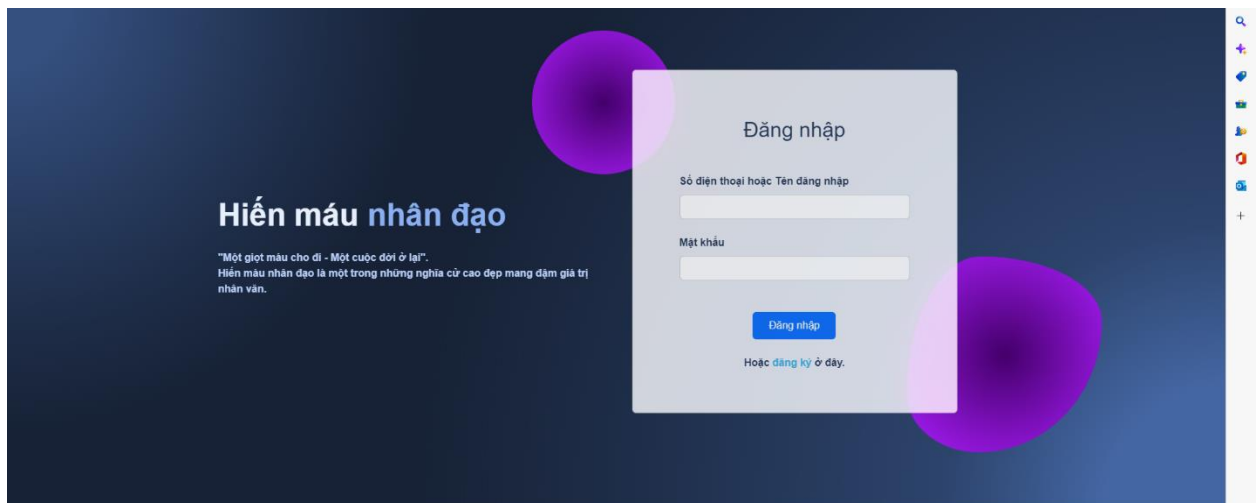 Hiến máu nhân đạo
"Một giọt máu cho đi - Một cuộc đời ở lại".
Hiến máu nhân đạo là một trong những nghĩa cử cao đẹp mang đậm giá trị
nhân văn.
Đăng nhập
Số điện thoại hoặc Tên đăng nhập
Mật khẩu
Đăng nhập
Hoặc đăng ký ở đây.